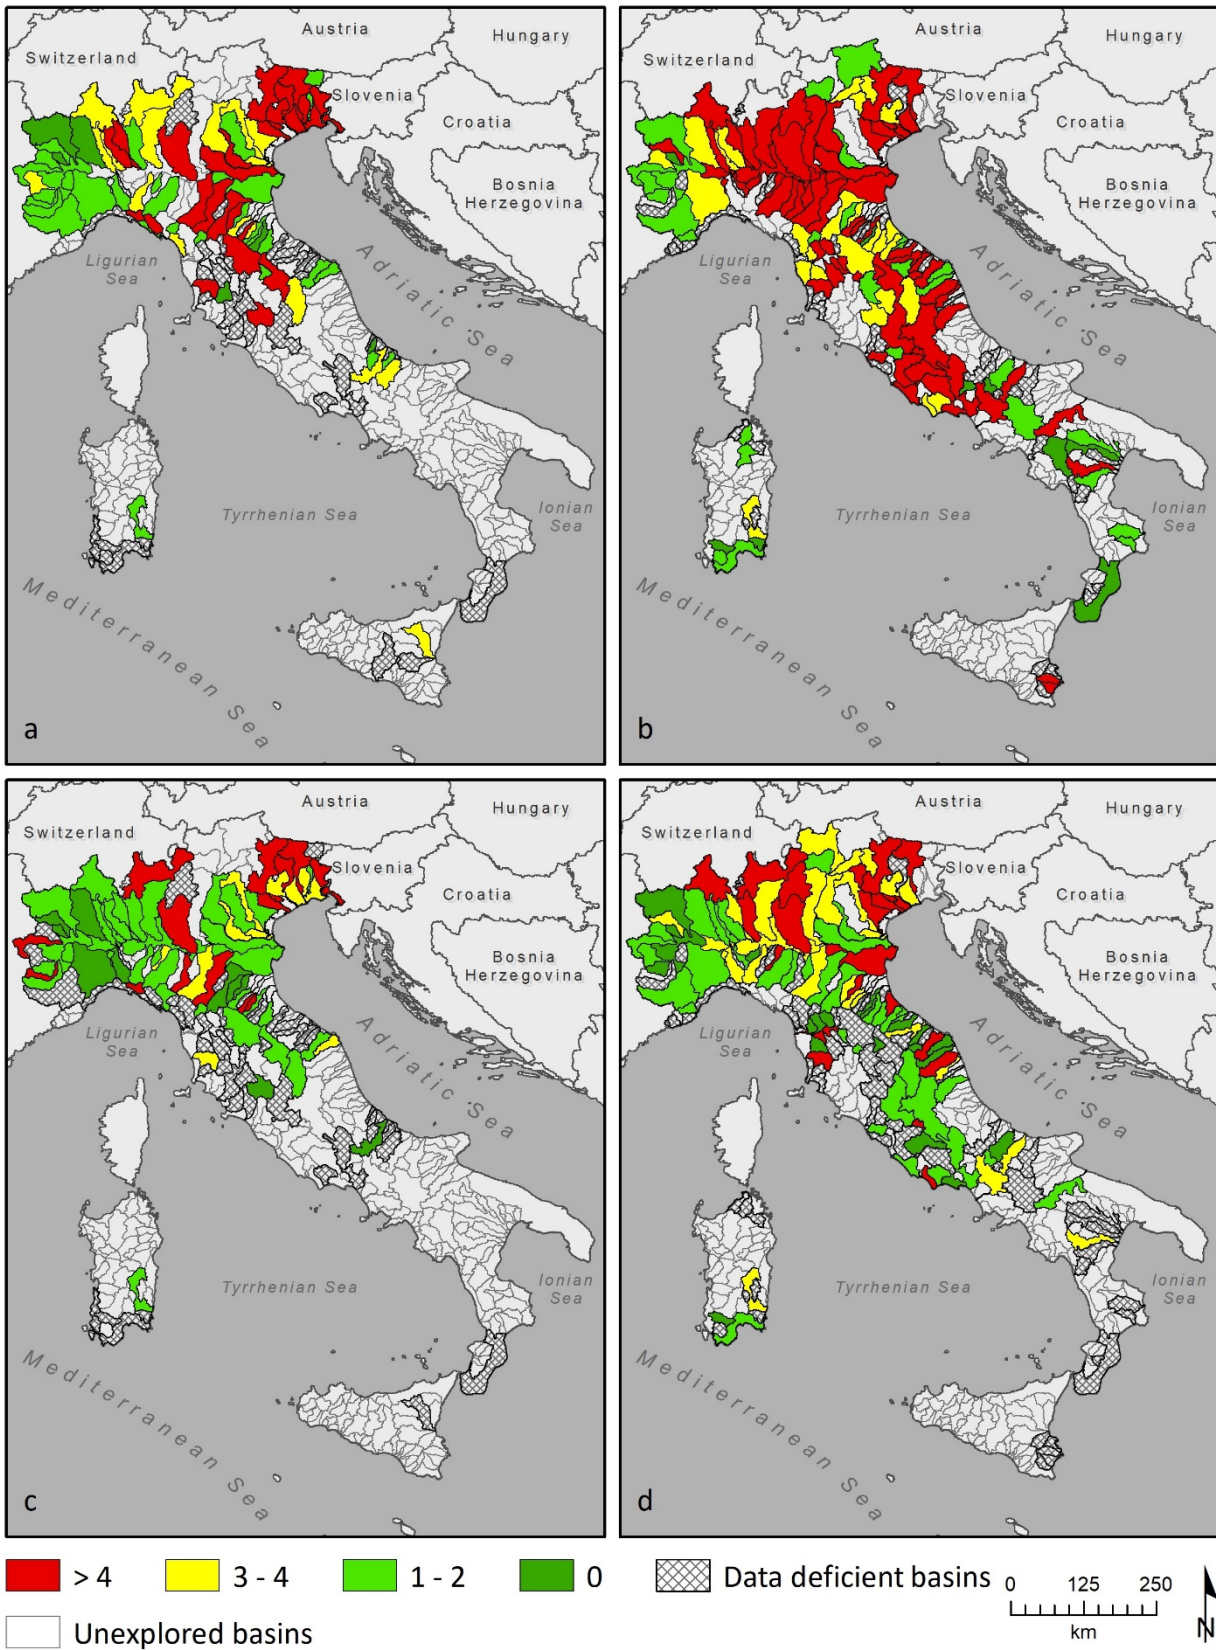 Austria
Hungary
Switzerland
Slovenia
Croatia
Bosnia
Herzegovina
Ligurian
Sea
Adriatic Sea
Tyrrhenian Sea
Ionian
Sea
Mediterranean Sea
a
Austria
Hungary
Switzerland
Slovenia
Croatia
Bosnia
Herzegovina
Ligurian
Sea
Adriatic Sea
Tyrrhenian Sea
Ionian
Sea
Mediterranean Sea
b
Austria
Hungary
Switzerland
Slovenia
Croatia
Bosnia
Herzegovina
Ligurian
Sea
Adriatic Sea
Tyrrhenian Sea
Ionian
Sea
Mediterranean Sea
c
Austria
Hungary
Switzerland
Slovenia
Croatia
Bosnia
Herzegovina
Ligurian
Sea
Adriatic Sea
Tyrrhenian Sea
Ionian
Sea
Mediterranean Sea
d
> 4
3 - 4
1 - 2
0
Data deficient basins
0 125 250
km
N
Unexplored basins